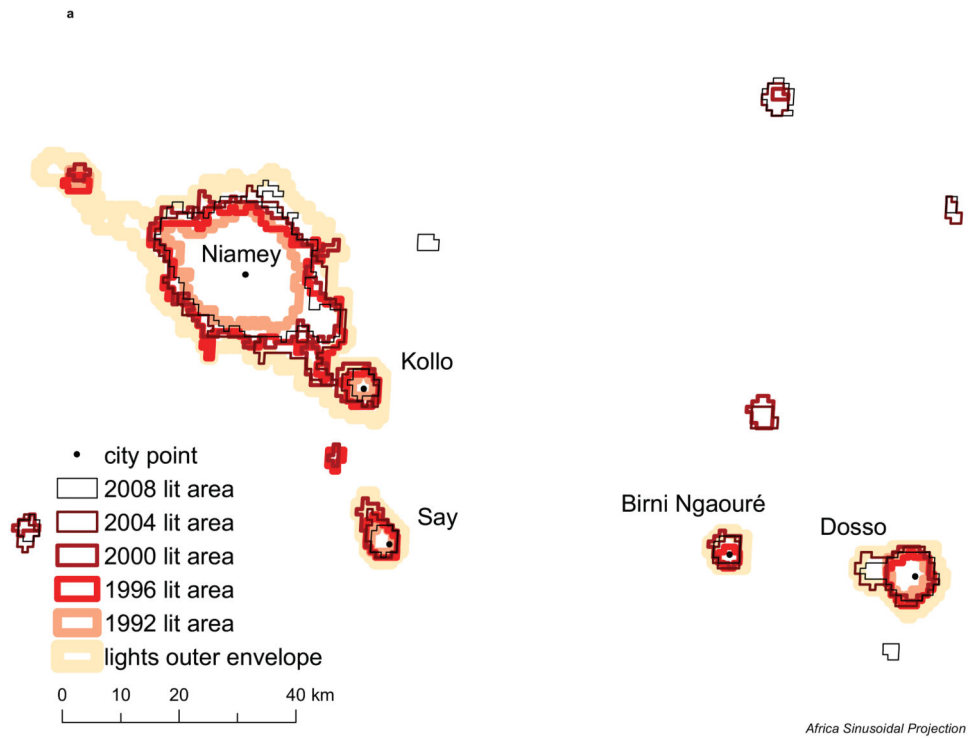 a
Niamey
Kollo
city point
2008 lit area
2004 lit area
2000 lit area
1996 lit area
1992 lit area
lights outer envelope
Say
Birni Ngaouré
Dosso
0 10 20 40 km
Africa Sinusoidal Projection